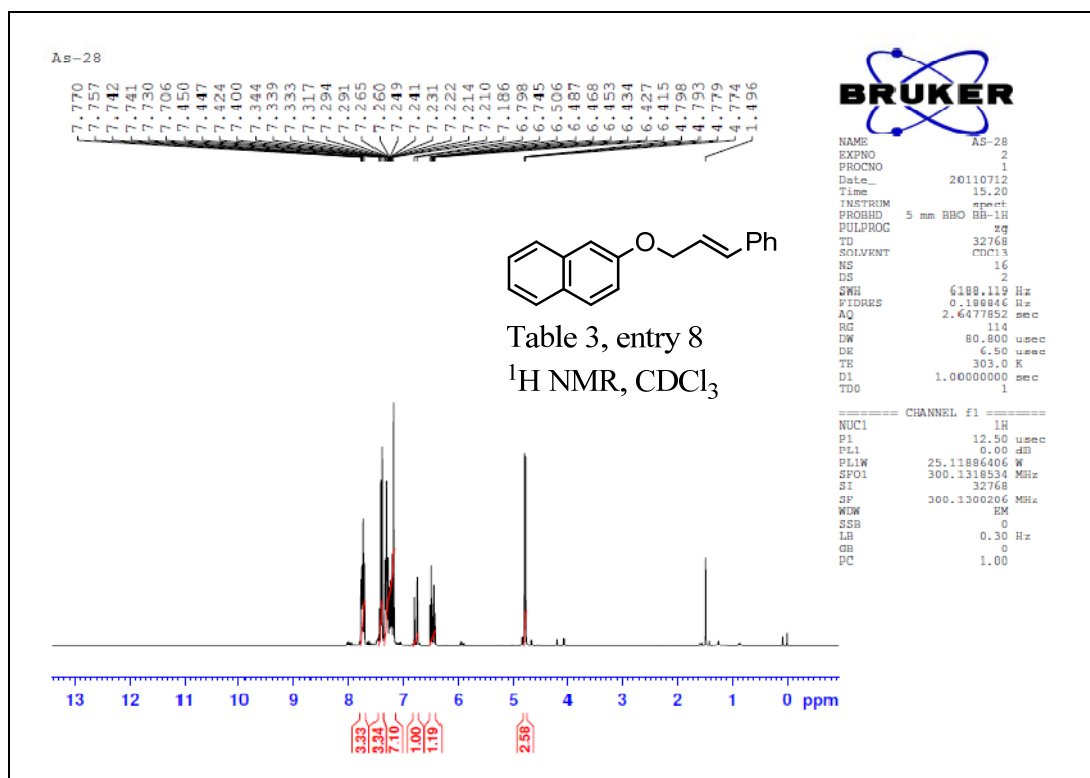 As-28
7.770
7.757
7.742
7.741
7.730
7.706
7.450
7.447
7.424
7.400
7.344
7.339
7.333
7.317
7.294
7.291
7.265
7.260
7.249
7.241
7.231
7.222
7.214
7.210
7.186
6.798
6.745
6.506
6.487
6.468
6.453
6.434
6.427
6.415
4.798
4.793
4.779
4.774
1.496
BRUKER
NAME AS-28
EXPNO 2
PROCNO 1
Date_ 20110712
Time 15.20
INSTRUM spect
PROBHD 5 mm BBO BB-1H
PULPROG zg
TD 32768
SOLVENT CDCl3
NS 16
DS 2
SWH 6188.119 Hz
FIDRES 0.188846 Hz
AQ 2.6477852 sec
RG 114
DW 80.800 usec
DE 6.50 usec
TE 303.0 K
D1 1.00000000 sec
TD0 1
======== CHANNEL f1 ========
NUC1 1H
P1 12.50 usec
PL1 0.00 dB
PL1W 25.11886406 W
SFO1 300.1318534 MHz
SI 32768
SF 300.1300206 MHz
WDW EM
SSB 0
LB 0.30 Hz
GB 0
PC 1.00
O Ph
Table 3, entry 8
¹H NMR, CDCl₃
13 12 11 10 9 8 7 6 5 4 3 2 1 0 ppm
3.33 3.34 7.10 1.00 1.19 2.58